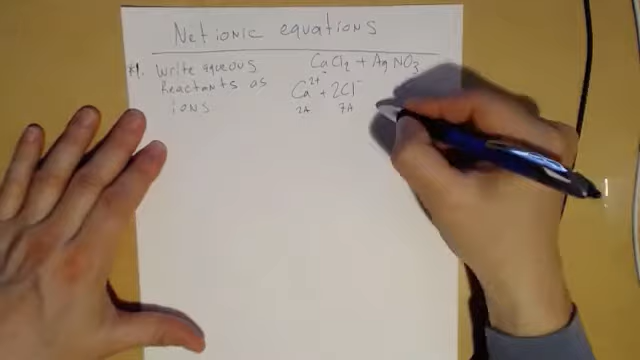 Net ionic equations
#1. Write aqueous CaCl₂ + AgNO₃
Reactants as Ca²⁺ + 2Cl⁻
ions 2A 7A